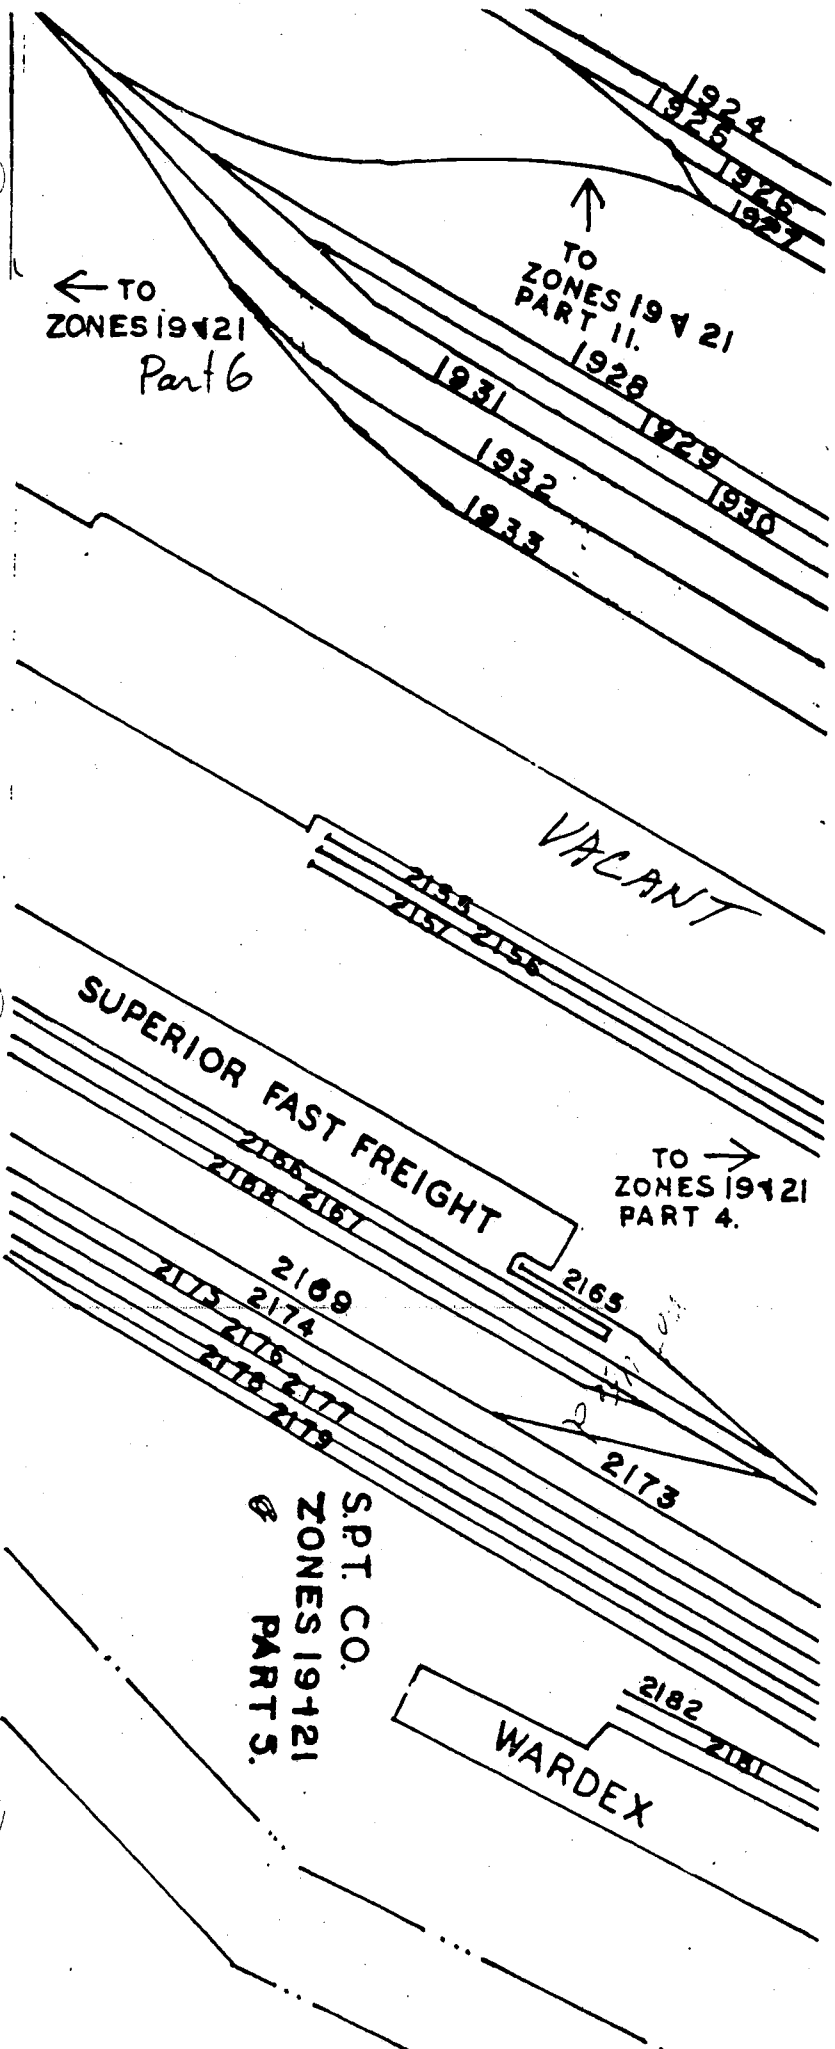 1924
1925
1926
1927
TO
ZONES 19 & 21
PART 11.
← TO
ZONES 19 & 21
Part 6
1928
1931
1929
1932
1930
1933
VACANT
2155
2157 2156
SUPERIOR FAST FREIGHT
TO →
ZONES 19 & 21
PART 4.
2166
2168 2167
2165
2169
2175 2174
2176
2178 2177
2179
2173
S.P.T. CO.
ZONES 19+21
PART 5.
2182
2181
WARDEX